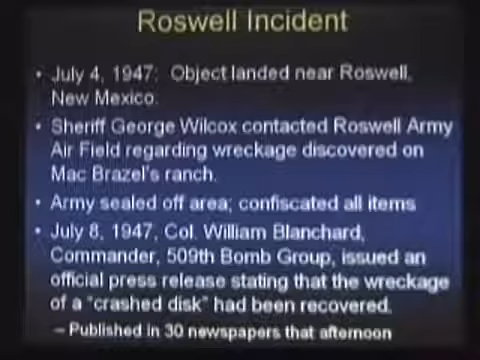 Roswell Incident
• July 4, 1947: Object landed near Roswell,
New Mexico.
• Sheriff George Wilcox contacted Roswell Army
Air Field regarding wreckage discovered on
Mac Brazel's ranch.
• Army sealed off area; confiscated all items
• July 8, 1947, Col. William Blanchard,
Commander, 509th Bomb Group, issued an
official press release stating that the wreckage
of a "crashed disk" had been recovered.
– Published in 30 newspapers that afternoon